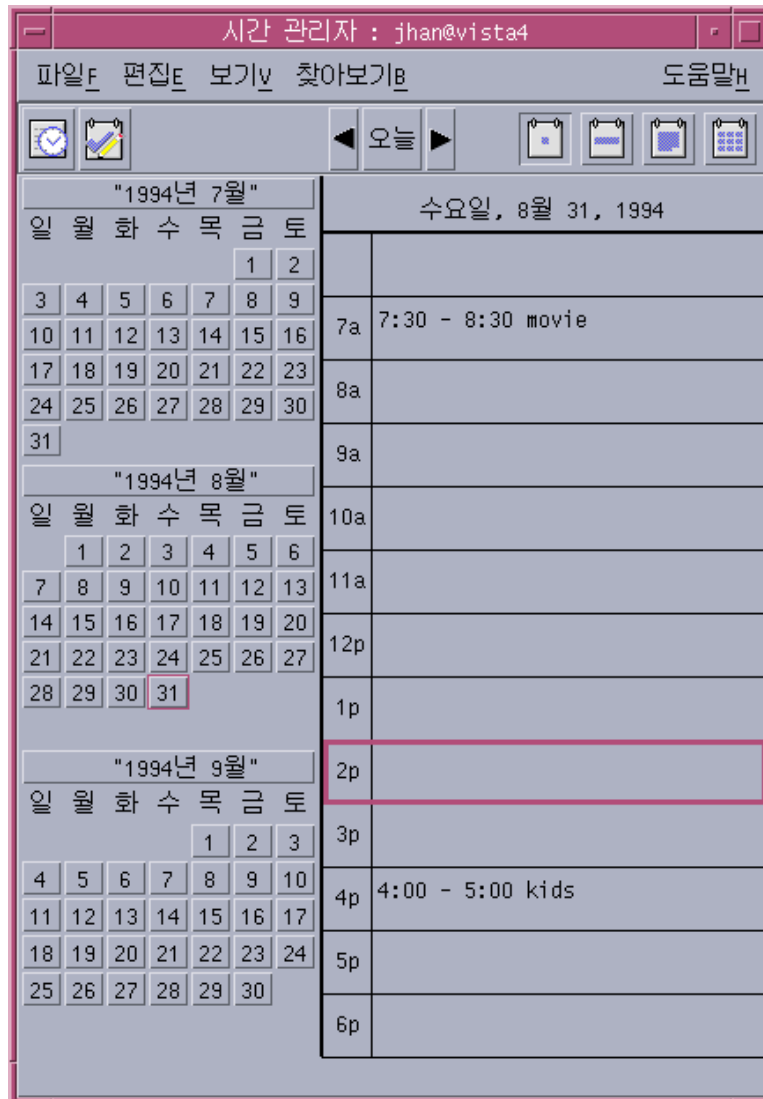 시간 관리자 : jhan@vista4
파일F 편집E 보기V 찾아보기B 도움말H
오늘
"1994년 7월"
일 월 화 수 목 금 토
1 2
3 4 5 6 7 8 9
10 11 12 13 14 15 16
17 18 19 20 21 22 23
24 25 26 27 28 29 30
31
"1994년 8월"
일 월 화 수 목 금 토
1 2 3 4 5 6
7 8 9 10 11 12 13
14 15 16 17 18 19 20
21 22 23 24 25 26 27
28 29 30 31
"1994년 9월"
일 월 화 수 목 금 토
1 2 3
4 5 6 7 8 9 10
11 12 13 14 15 16 17
18 19 20 21 22 23 24
25 26 27 28 29 30
수요일, 8월 31, 1994
7a 7:30 - 8:30 movie
8a
9a
10a
11a
12p
1p
2p
3p
4p 4:00 - 5:00 kids
5p
6p